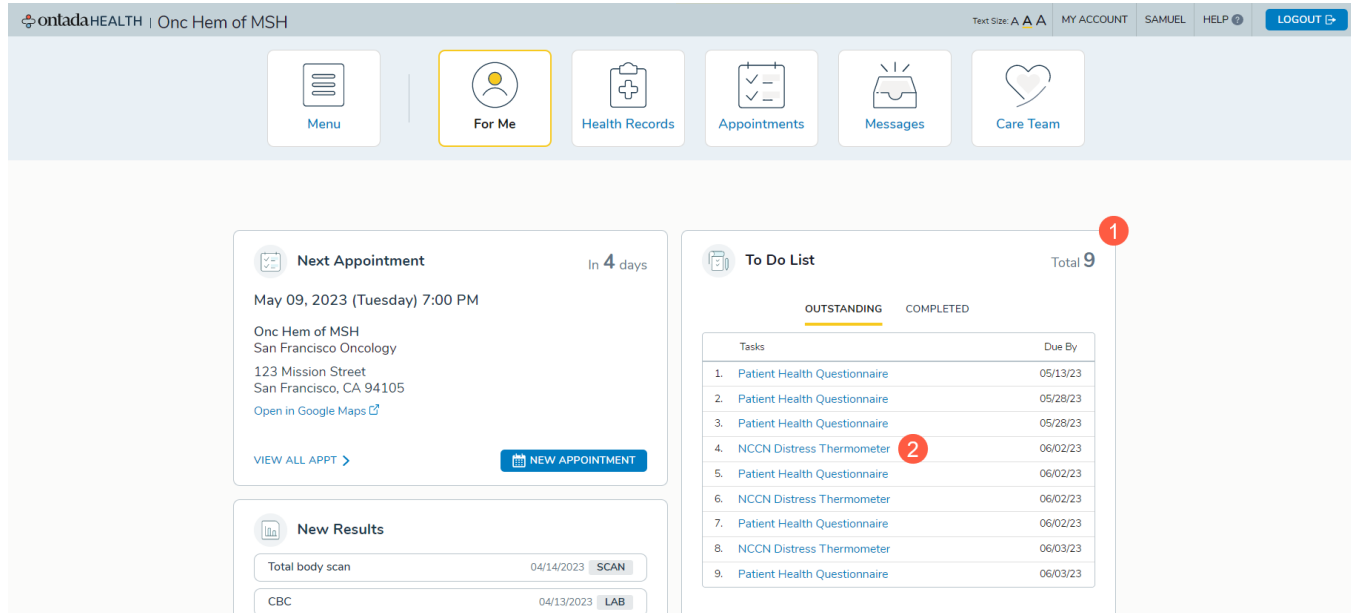 ontada HEALTH | Onc Hem of MSH
Text Size: A A A MY ACCOUNT SAMUEL HELP ? LOGOUT
Menu
For Me
Health Records
Appointments
Messages
Care Team
1
Next Appointment
In 4 days
May 09, 2023 (Tuesday) 7:00 PM
Onc Hem of MSH
San Francisco Oncology
123 Mission Street
San Francisco, CA 94105
Open in Google Maps
VIEW ALL APPT
NEW APPOINTMENT
To Do List
Total 9
OUTSTANDING COMPLETED
Tasks Due By
1. Patient Health Questionnaire 05/13/23
2. Patient Health Questionnaire 05/28/23
3. Patient Health Questionnaire 05/28/23
4. NCCN Distress Thermometer 2 06/02/23
5. Patient Health Questionnaire 06/02/23
6. NCCN Distress Thermometer 06/02/23
7. Patient Health Questionnaire 06/02/23
8. NCCN Distress Thermometer 06/03/23
9. Patient Health Questionnaire 06/03/23
New Results
Total body scan 04/14/2023 SCAN
CBC 04/13/2023 LAB